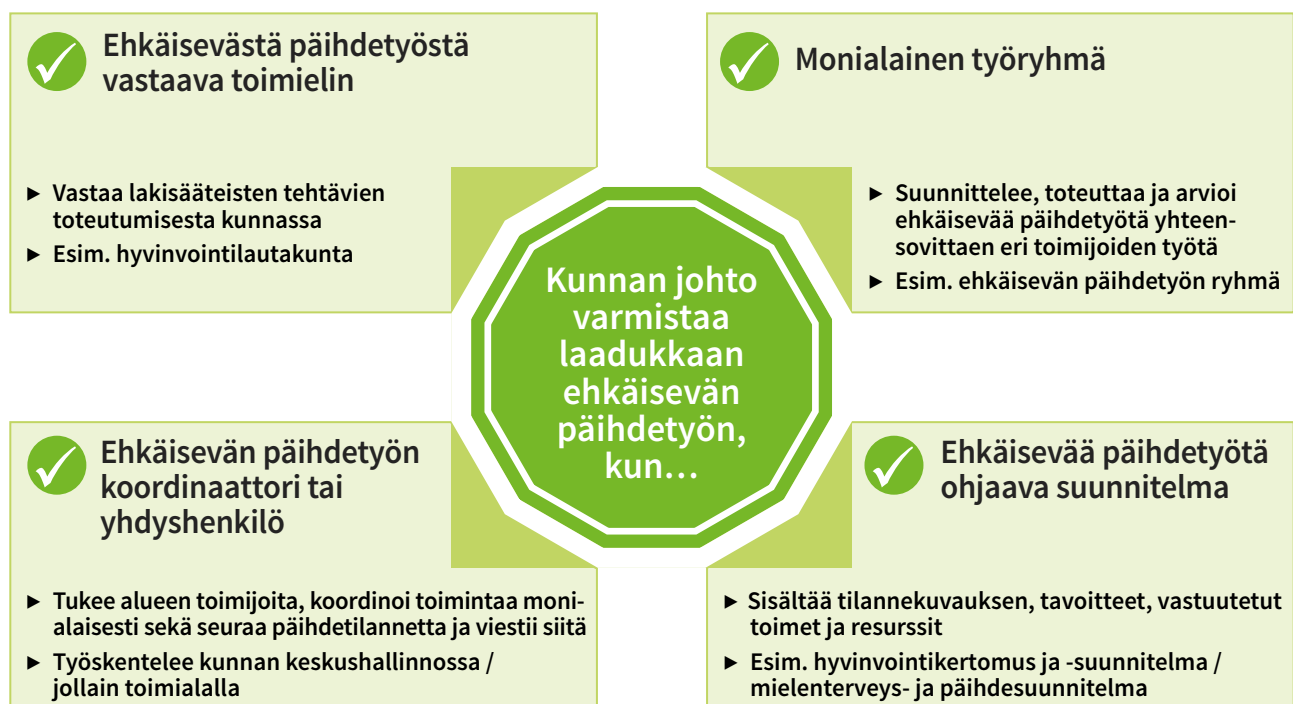 Ehkäisevästä päihdetyöstä
vastaava toimielin
► Vastaa lakisääteisten tehtävien
toteutumisesta kunnassa
► Esim. hyvinvointilautakunta
Monialainen työryhmä
► Suunnittelee, toteuttaa ja arvioi
ehkäisevää päihdetyötä yhteen-
sovittaen eri toimijoiden työtä
► Esim. ehkäisevän päihdetyön ryhmä
Kunnan johto
varmistaa
laadukkaan
ehkäisevän
päihdetyön,
kun...
Ehkäisevän päihdetyön
koordinaattori tai
yhdyshenkilö
► Tukee alueen toimijoita, koordinoi toimintaa moni-
alaisesti sekä seuraa päihdetilannetta ja viestii siitä
► Työskentelee kunnan keskushallinnossa /
jollain toimialalla
Ehkäisevää päihdetyötä
ohjaava suunnitelma
► Sisältää tilannekuvauksen, tavoitteet, vastuutetut
toimet ja resurssit
► Esim. hyvinvointikertomus ja -suunnitelma /
mielenterveys- ja päihdesuunnitelma